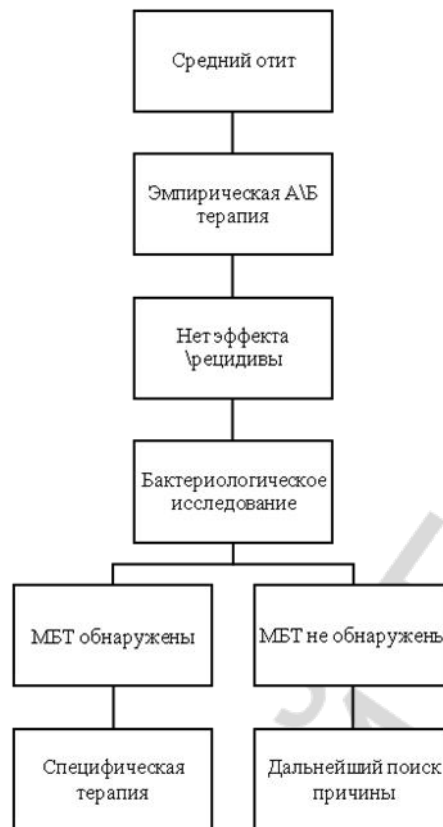 Средний отит
Эмпирическая А\Б
терапия
Нет эффекта
\рецидивы
Бактериологическое
исследование
МБТ обнаружены
МБТ не обнаружены
Специфическая
терапия
Дальнейший поиск
причины